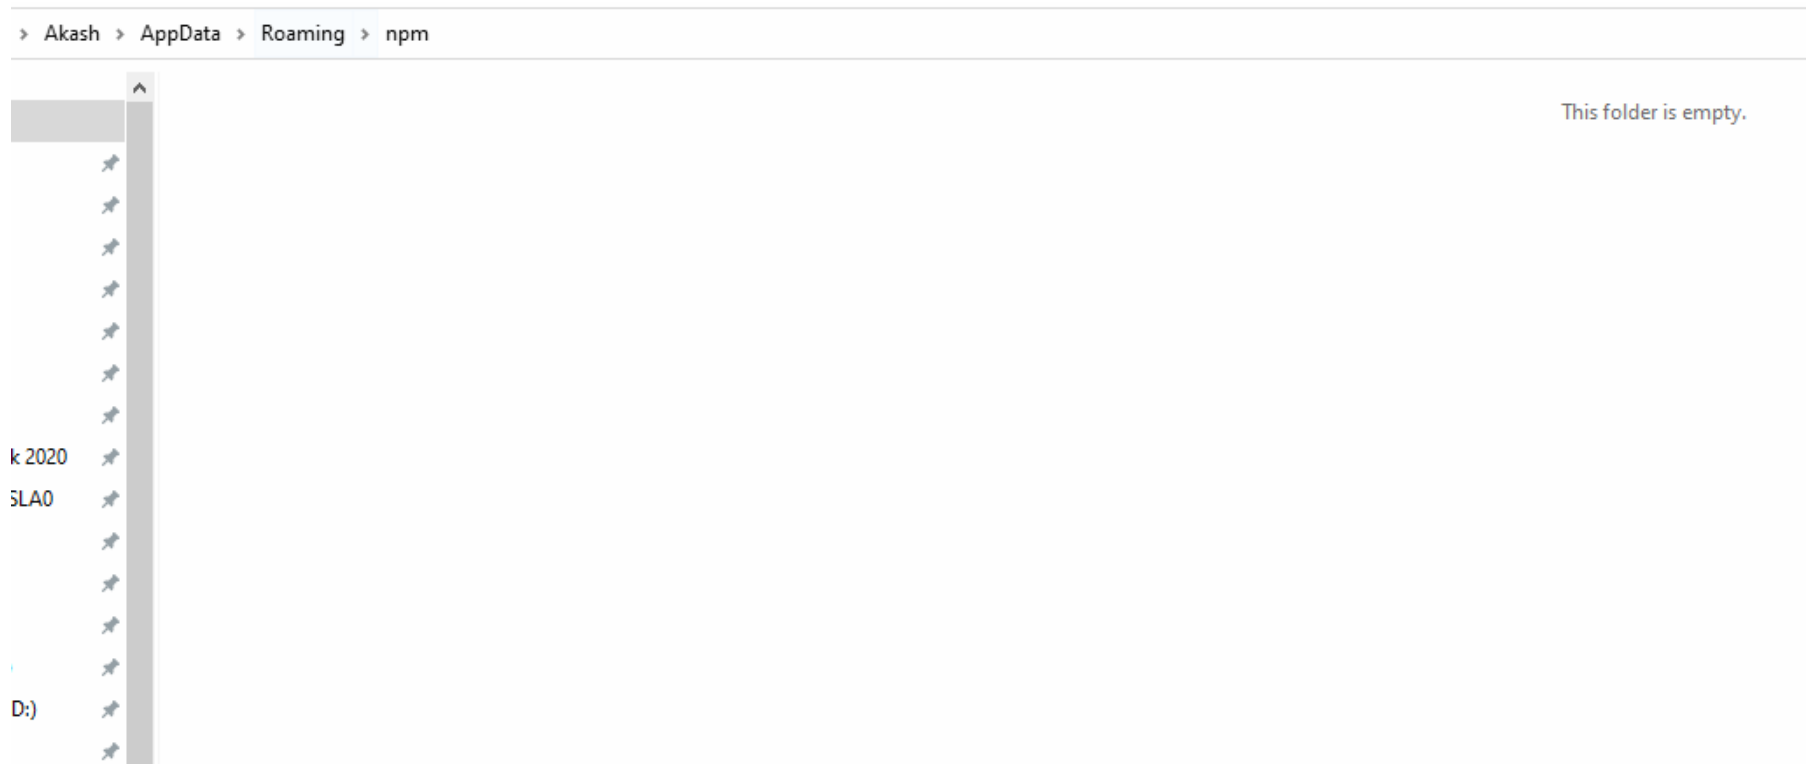 Akash > AppData > Roaming > npm
This folder is empty.
k 2020
SLA0
D:)